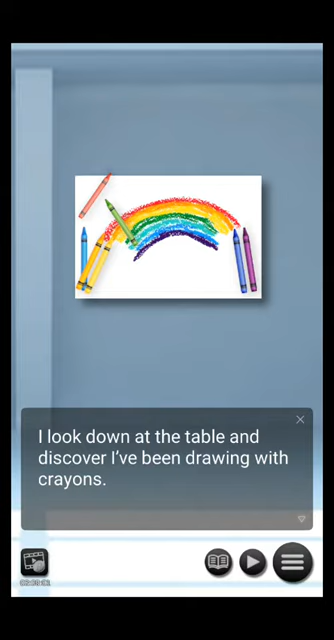 I look down at the table and
discover I've been drawing with
crayons.